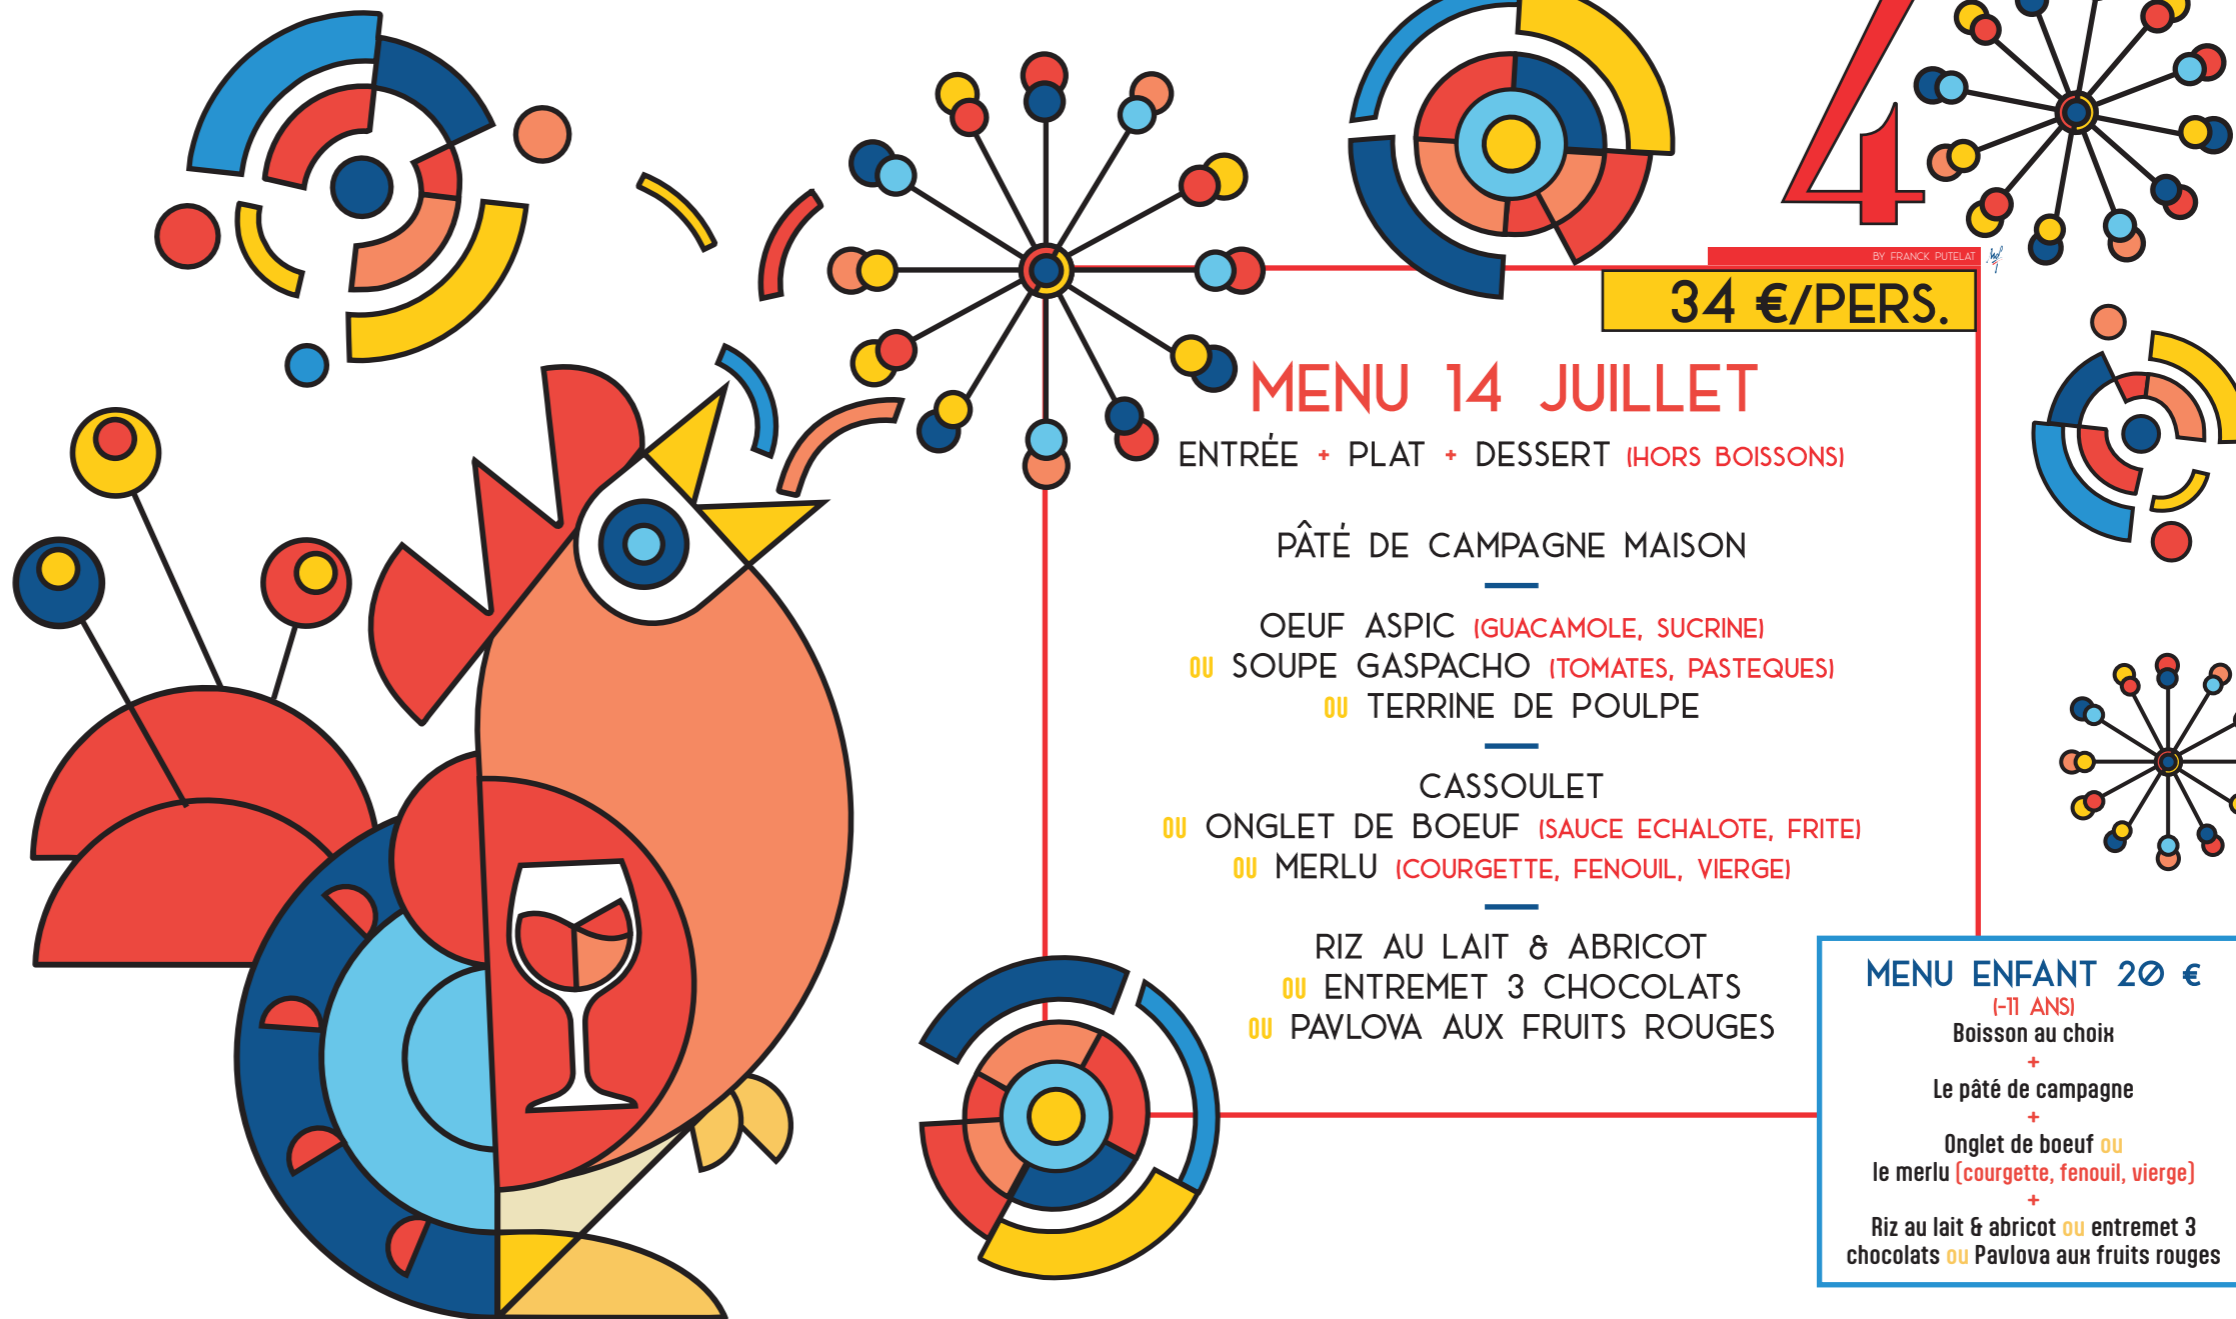 4
BY FRANCK PUTELAT
34 €/PERS.
MENU 14 JUILLET
ENTRÉE + PLAT + DESSERT (HORS BOISSONS)
PÂTÉ DE CAMPAGNE MAISON
OEUF ASPIC (GUACAMOLE, SUCRINE)
OU SOUPE GASPACHO (TOMATES, PASTEQUES)
OU TERRINE DE POULPE
CASSOULET
OU ONGLET DE BOEUF (SAUCE ECHALOTE, FRITE)
OU MERLU (COURGETTE, FENOUIL, VIERGE)
RIZ AU LAIT & ABRICOT
OU ENTREMET 3 CHOCOLATS
OU PAVLOVA AUX FRUITS ROUGES
MENU ENFANT 20 €
(-11 ANS)
Boisson au choix
+
Le pâté de campagne
+
Onglet de boeuf ou
le merlu (courgette, fenouil, vierge)
+
Riz au lait & abricot ou entremet 3
chocolats ou Pavlova aux fruits rouges